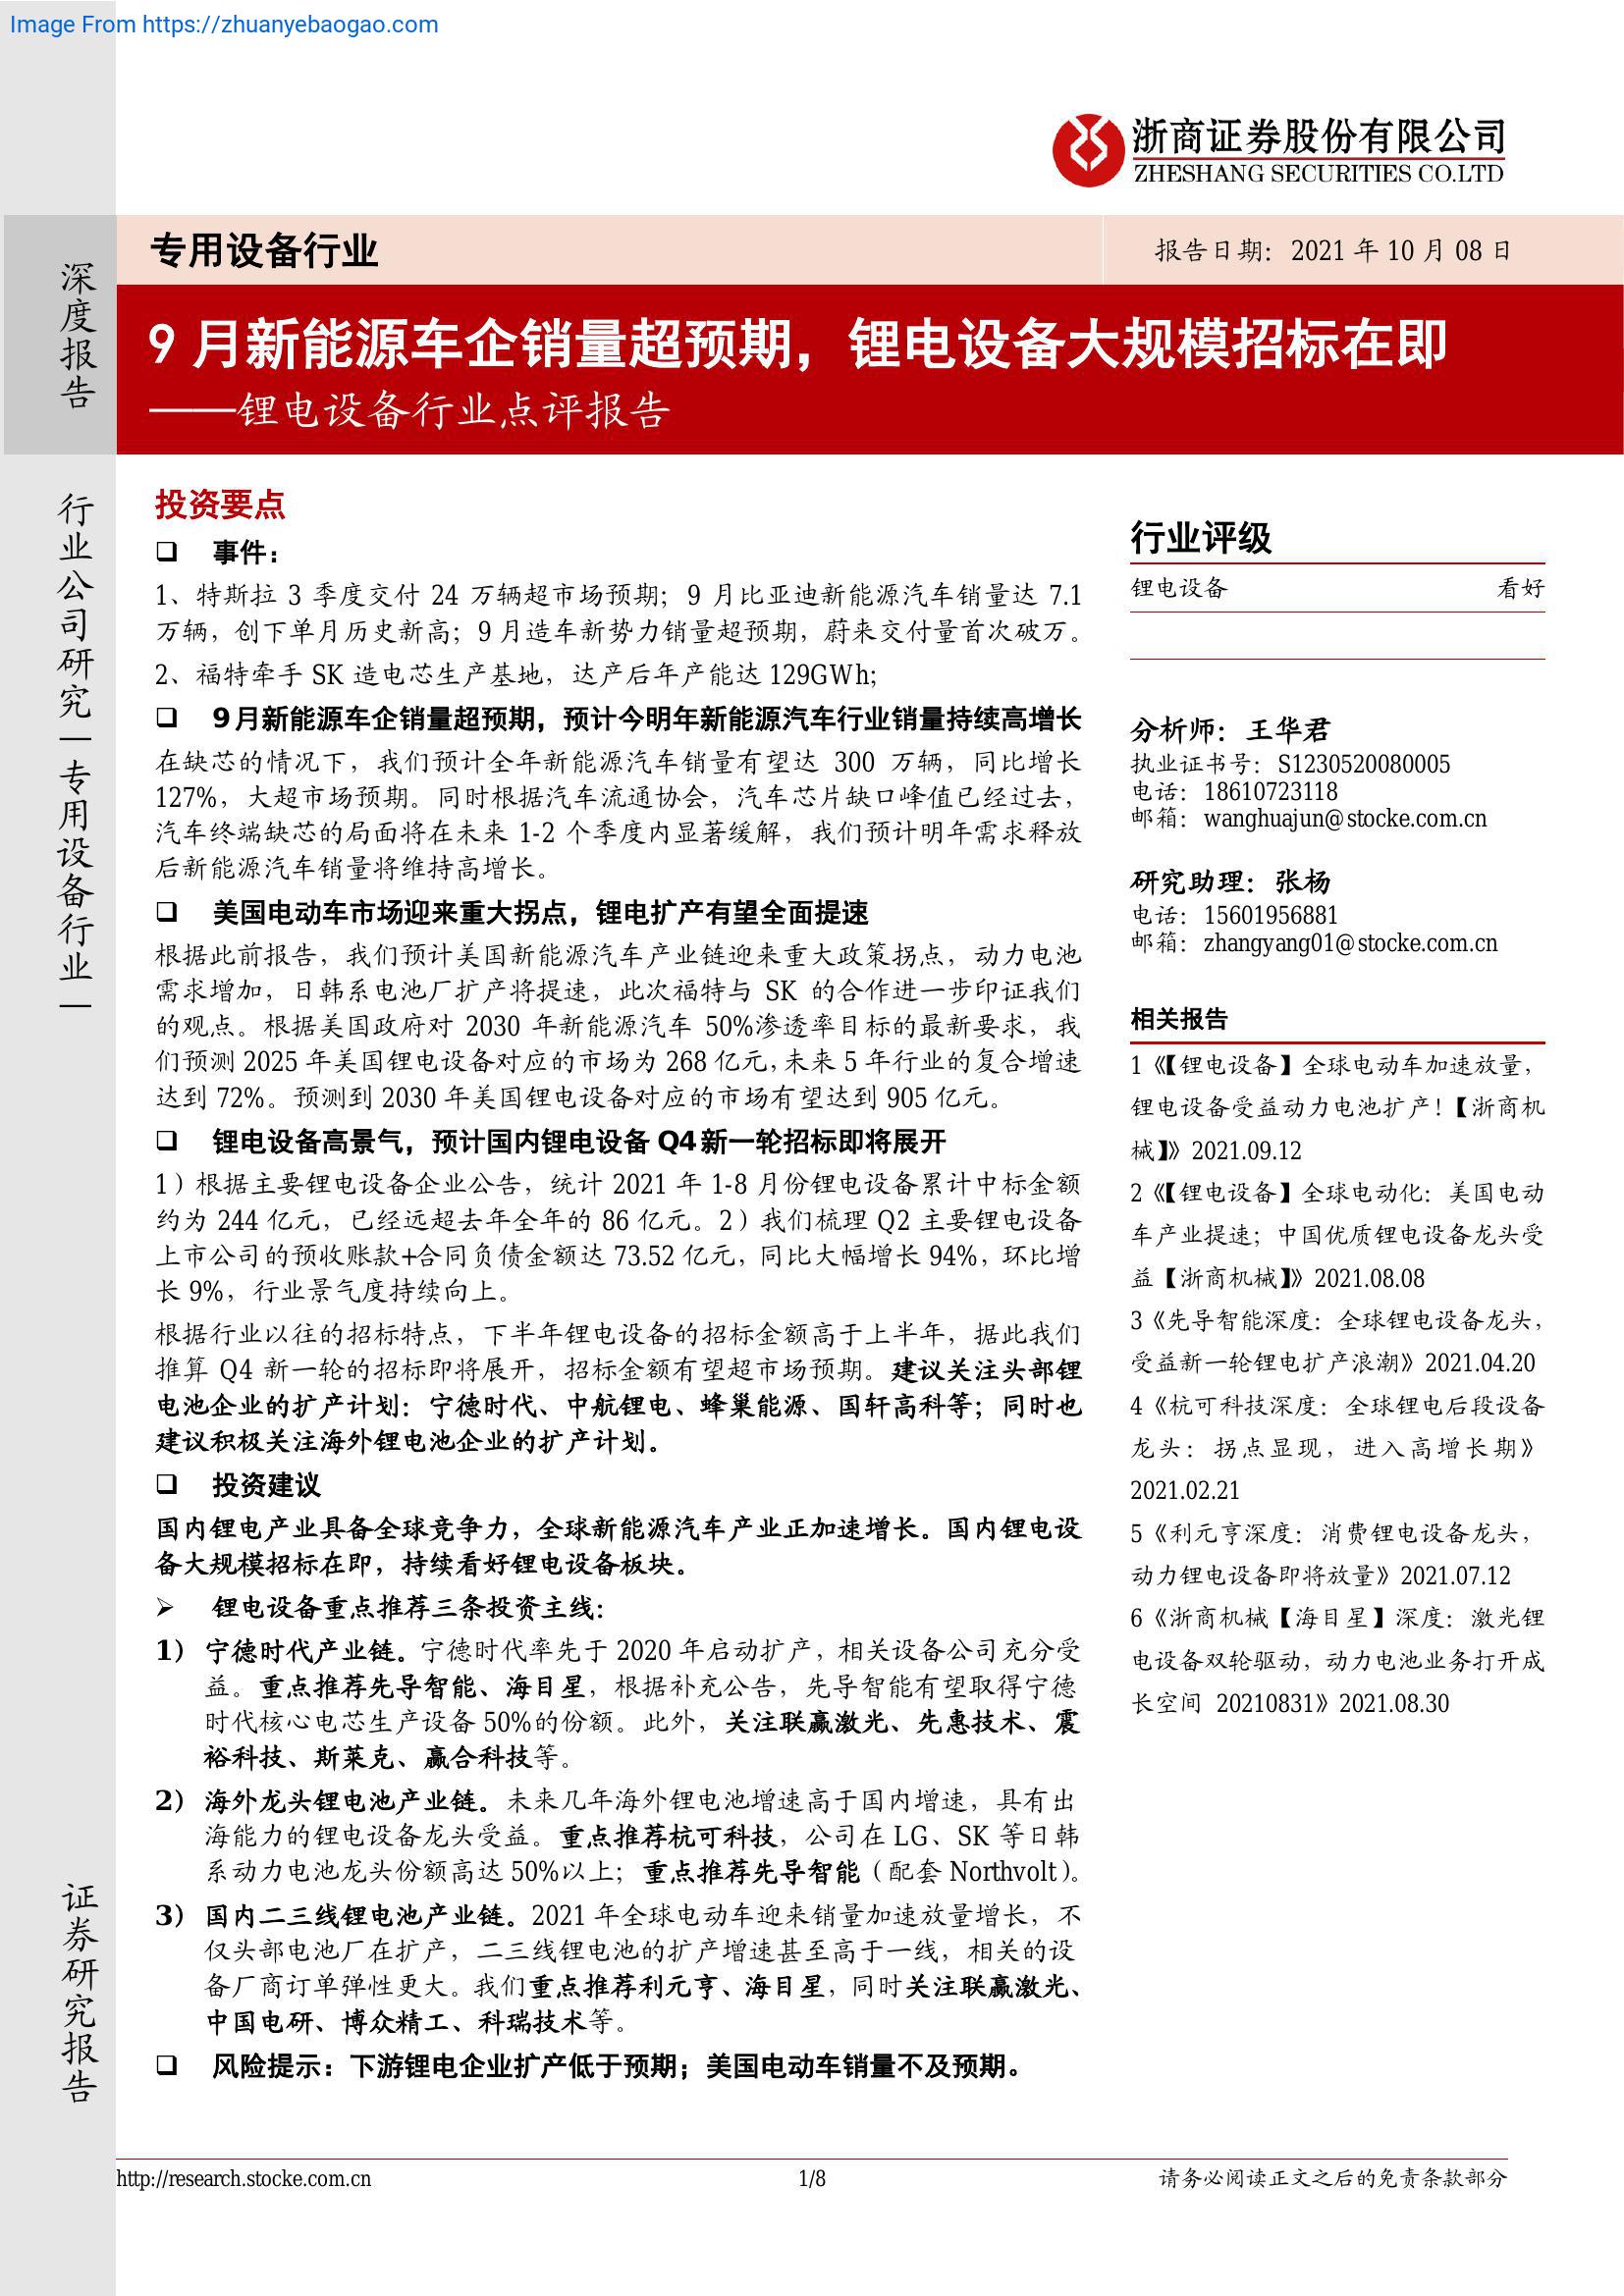 Image From https://zhuanyebaogao.com
浙商证券股份有限公司
ZHESHANG SECURITIES CO.LTD
专用设备行业
报告日期：2021 年 10 月 08 日
9 月新能源车企销量超预期，锂电设备大规模招标在即
——锂电设备行业点评报告
深度报告
行业公司研究—专用设备行业—
证券研究报告
投资要点
❑ 事件：
1、特斯拉 3 季度交付 24 万辆超市场预期；9 月比亚迪新能源汽车销量达 7.1
万辆，创下单月历史新高；9 月造车新势力销量超预期，蔚来交付量首次破万。
2、福特牵手 SK 造电芯生产基地，达产后年产能达 129GWh;
❑ 9 月新能源车企销量超预期，预计今明年新能源汽车行业销量持续高增长
在缺芯的情况下，我们预计全年新能源汽车销量有望达 300 万辆，同比增长
127%，大超市场预期。同时根据汽车流通协会，汽车芯片缺口峰值已经过去，
汽车终端缺芯的局面将在未来 1-2 个季度内显著缓解，我们预计明年需求释放
后新能源汽车销量将维持高增长。
❑ 美国电动车市场迎来重大拐点，锂电扩产有望全面提速
根据此前报告，我们预计美国新能源汽车产业链迎来重大政策拐点，动力电池
需求增加，日韩系电池厂扩产将提速，此次福特与 SK 的合作进一步印证我们
的观点。根据美国政府对 2030 年新能源汽车 50%渗透率目标的最新要求，我
们预测 2025 年美国锂电设备对应的市场为 268 亿元,未来 5 年行业的复合增速
达到 72%。预测到 2030 年美国锂电设备对应的市场有望达到 905 亿元。
❑ 锂电设备高景气，预计国内锂电设备 Q4 新一轮招标即将展开
1）根据主要锂电设备企业公告，统计 2021 年 1-8 月份锂电设备累计中标金额
约为 244 亿元，已经远超去年全年的 86 亿元。2）我们梳理 Q2 主要锂电设备
上市公司的预收账款+合同负债金额达 73.52 亿元，同比大幅增长 94%，环比增
长 9%，行业景气度持续向上。
根据行业以往的招标特点，下半年锂电设备的招标金额高于上半年，据此我们
推算 Q4 新一轮的招标即将展开，招标金额有望超市场预期。建议关注头部锂
电池企业的扩产计划：宁德时代、中航锂电、蜂巢能源、国轩高科等；同时也
建议积极关注海外锂电池企业的扩产计划。
❑ 投资建议
国内锂电产业具备全球竞争力，全球新能源汽车产业正加速增长。国内锂电设
备大规模招标在即，持续看好锂电设备板块。
➢ 锂电设备重点推荐三条投资主线：
1） 宁德时代产业链。宁德时代率先于 2020 年启动扩产，相关设备公司充分受
益。重点推荐先导智能、海目星，根据补充公告，先导智能有望取得宁德
时代核心电芯生产设备 50%的份额。此外，关注联赢激光、先惠技术、震
裕科技、斯莱克、赢合科技等。
2） 海外龙头锂电池产业链。未来几年海外锂电池增速高于国内增速，具有出
海能力的锂电设备龙头受益。重点推荐杭可科技，公司在 LG、SK 等日韩
系动力电池龙头份额高达 50%以上；重点推荐先导智能（配套 Northvolt）。
3） 国内二三线锂电池产业链。2021 年全球电动车迎来销量加速放量增长，不
仅头部电池厂在扩产，二三线锂电池的扩产增速甚至高于一线，相关的设
备厂商订单弹性更大。我们重点推荐利元亨、海目星，同时关注联赢激光、
中国电研、博众精工、科瑞技术等。
❑ 风险提示：下游锂电企业扩产低于预期；美国电动车销量不及预期。
行业评级
锂电设备 看好
分析师：王华君
执业证书号：S1230520080005
电话：18610723118
邮箱：wanghuajun@stocke.com.cn
研究助理：张杨
电话：15601956881
邮箱：zhangyang01@stocke.com.cn
相关报告
1《【锂电设备】全球电动车加速放量，
锂电设备受益动力电池扩产！【浙商机
械】》2021.09.12
2《【锂电设备】全球电动化：美国电动
车产业提速；中国优质锂电设备龙头受
益【浙商机械】》2021.08.08
3《先导智能深度：全球锂电设备龙头，
受益新一轮锂电扩产浪潮》2021.04.20
4《杭可科技深度：全球锂电后段设备
龙头：拐点显现，进入高增长期》
2021.02.21
5《利元亨深度：消费锂电设备龙头，
动力锂电设备即将放量》2021.07.12
6《浙商机械【海目星】深度：激光锂
电设备双轮驱动，动力电池业务打开成
长空间 20210831》2021.08.30
http://research.stocke.com.cn
1/8
请务必阅读正文之后的免责条款部分